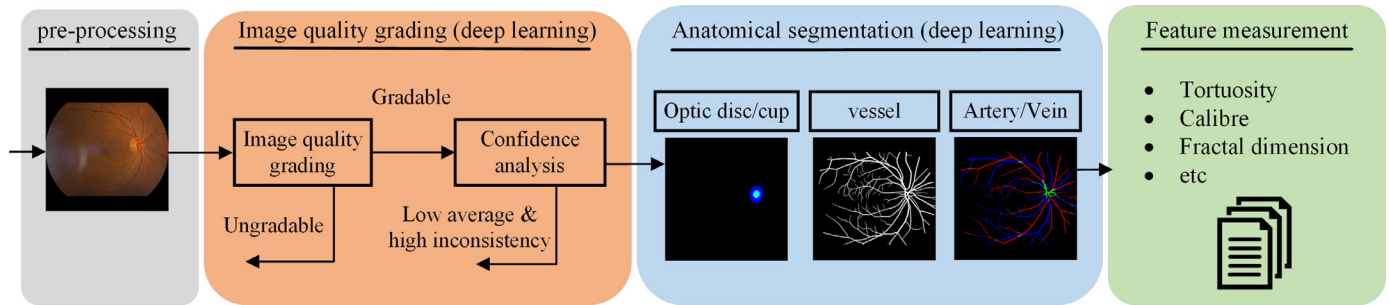 pre-processing
Image quality grading (deep learning)
Gradable
Image quality
grading
Confidence
analysis
Ungradable
Low average &
high inconsistency
Anatomical segmentation (deep learning)
Optic disc/cup
vessel
Artery/Vein
Feature measurement
• Tortuosity
• Calibre
• Fractal dimension
• etc